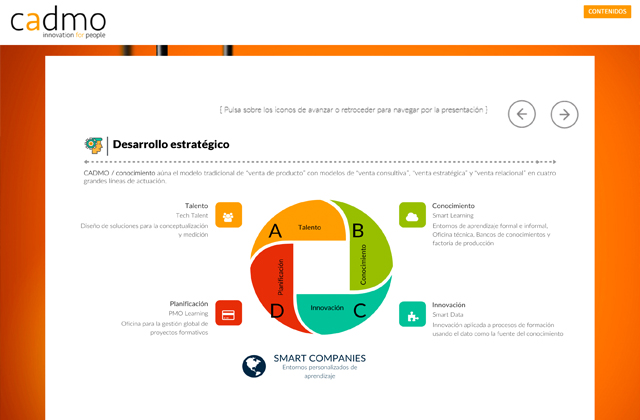 cadmo
innovation for people
CONTENIDOS
[ Pulsa sobre los iconos de avanzar o retroceder para navegar por la presentación ]
Desarrollo estratégico
CADMO / conocimiento aúna el modelo tradicional de "venta de producto" con modelos de "venta consultiva", "venta estratégica" y "venta relacional" en cuatro
grandes líneas de actuación.
Talento
Tech Talent
Diseño de soluciones para la conceptualización
y medición
Conocimiento
Smart Learning
Entornos de aprendizaje formal e informal,
Oficina técnica. Bancos de conocimientos y
factoría de producción
A
Talento
B
Conocimiento
Planificación
D
Innovación
C
Planificación
PMO Learning
Oficina para la gestión global de
proyectos formativos
Innovación
Smart Data
Innovación aplicada a procesos de formación
usando el dato como la fuente del conocimiento
SMART COMPANIES
Entornos personalizados de
aprendizaje